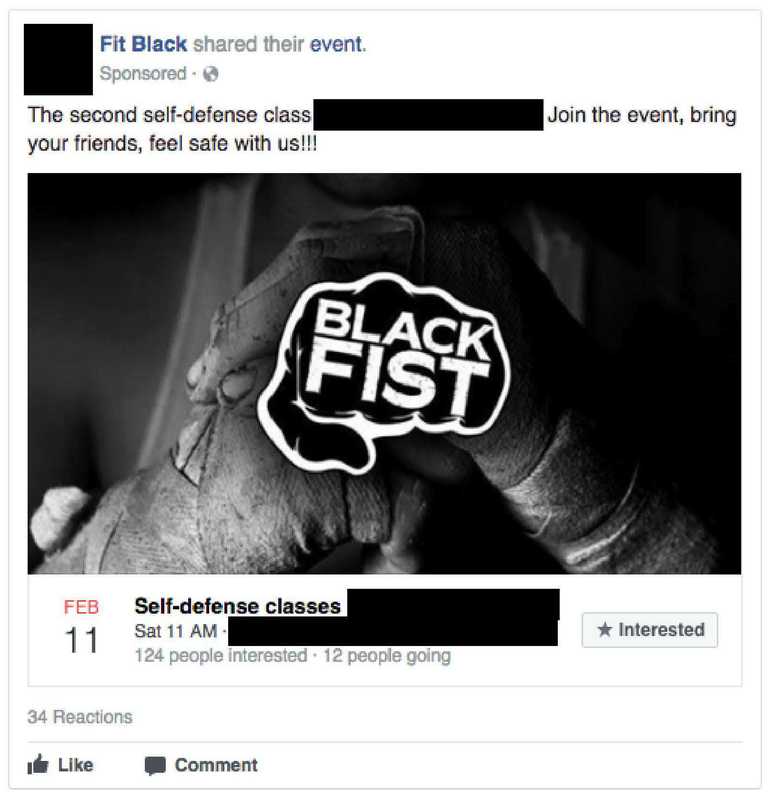 Fit Black shared their event.
Sponsored ·
The second self-defense class Join the event, bring
your friends, feel safe with us!!!
BLACK
FIST
FEB
11
Self-defense classes
Sat 11 AM ·
124 people interested · 12 people going
Interested
34 Reactions
Like
Comment